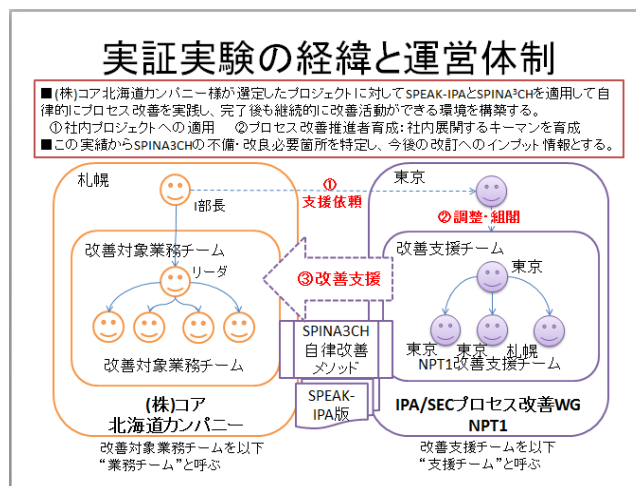 実証実験の経緯と運営体制
■(株)コア北海道カンパニー様が選定したプロジェクトに対してSPEAK-IPAとSPINA³CHを適用して自
律的にプロセス改善を実践し、完了後も継続的に改善活動ができる環境を構築する。
①社内プロジェクトへの適用　②プロセス改善推進者育成：社内展開するキーマンを育成
■この実績からSPINA3CHの不備・改良必要箇所を特定し、今後の改訂へのインプット情報とする。
札幌
I部長
①
支援依頼
東京
②調整・組閣
改善対象業務チーム
リーダ
改善対象業務チーム
③改善支援
改善支援チーム
東京
東京
東京
札幌
NPT1改善支援チーム
SPINA3CH
自律改善
メソッド
SPEAK-
IPA版
(株)コア
北海道カンパニー
IPA/SECプロセス改善WG
NPT1
改善対象業務チームを以下
“業務チーム”と呼ぶ
改善支援チームを以下
“支援チーム”と呼ぶ